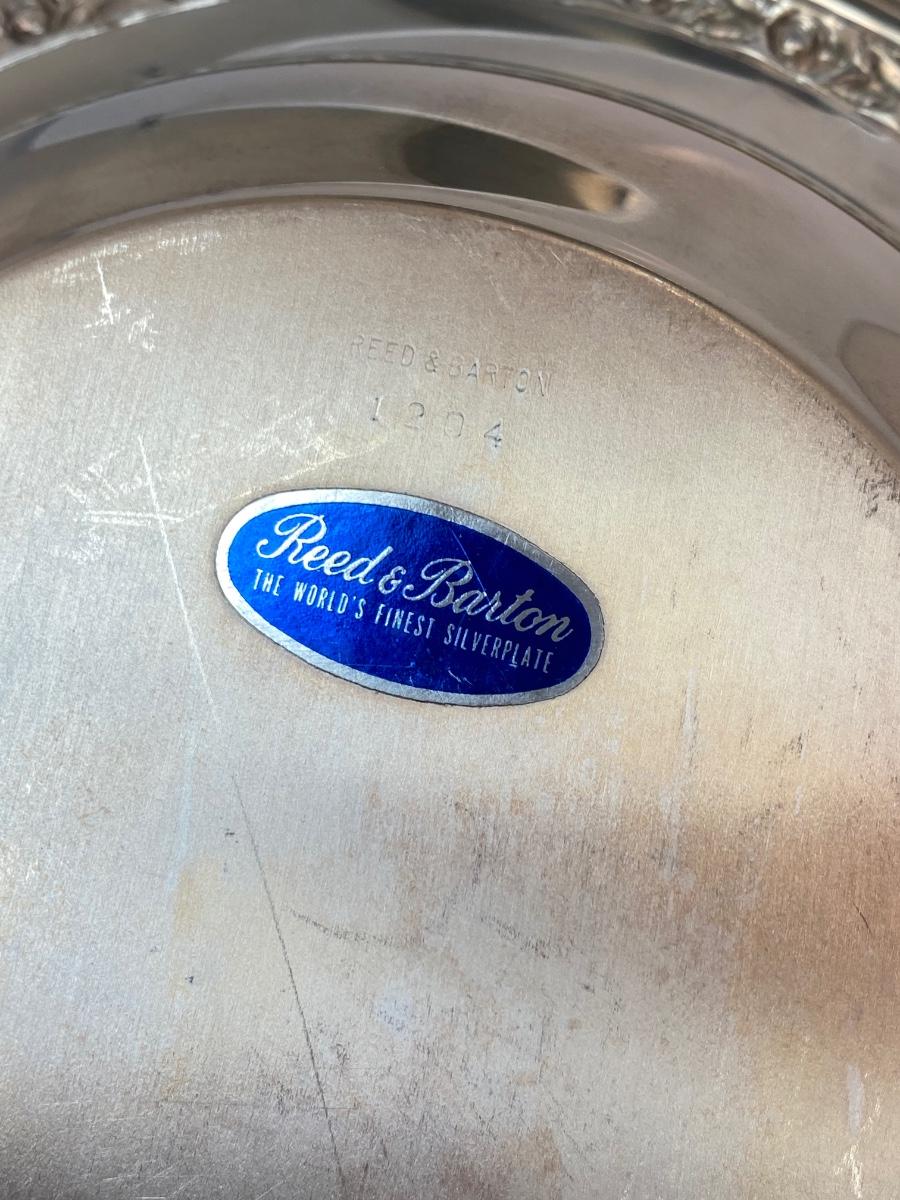 REED & BARTON
1204
Reed & Barton
THE WORLD'S FINEST SILVERPLATE